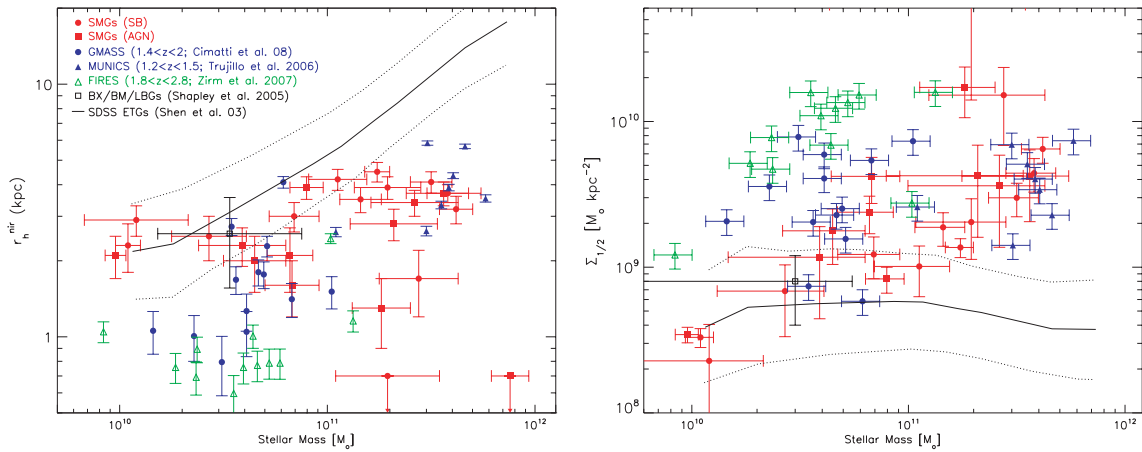 SMGs (SB)
SMGs (AGN)
GMASS (1.4<z<2; Cimatti et al. 08)
MUNICS (1.2<z<1.5; Trujillo et al. 2006)
FIRES (1.8<z<2.8; Zirm et al. 2007)
BX/BM/LBGs (Shapley et al. 2005)
SDSS ETGs (Shen et al. 03)
10
1
r_h^nir (kpc)
10^10
10^11
10^12
Stellar Mass [M_o]
10^10
10^9
10^8
Σ_1/2 [M_o kpc^-2]
10^10
10^11
10^12
Stellar Mass [M_o]